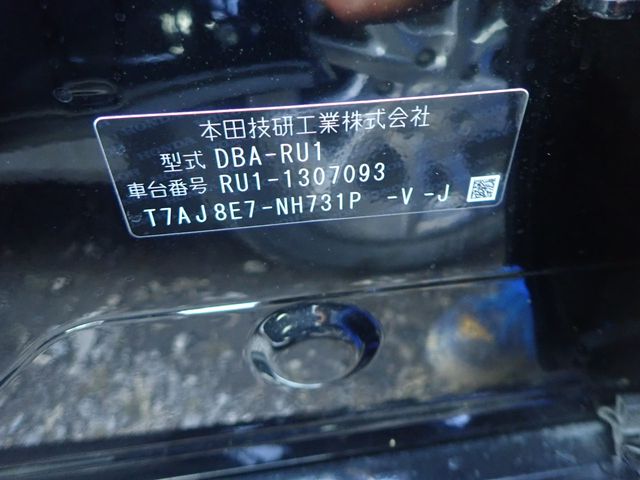 本田技研工業株式会社
型式 DBA-RU1
車台番号 RU1-1307093
T7AJ8E7-NH731P -V -J